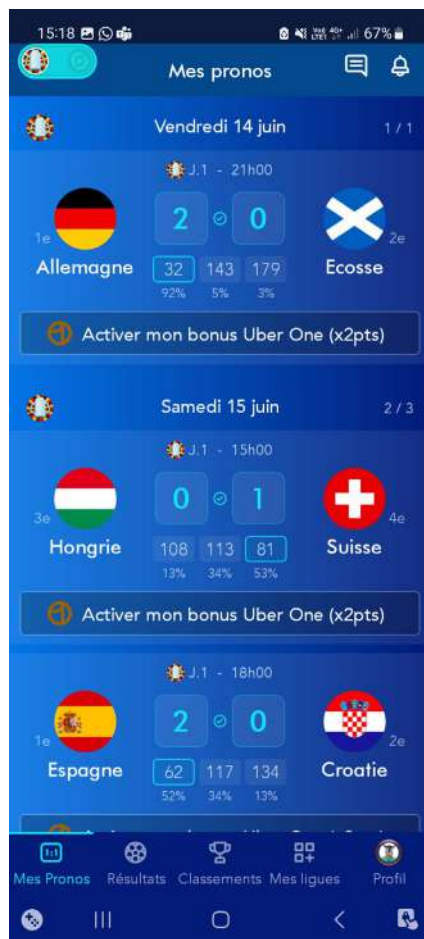 15:18 67%
Mes pronos
Vendredi 14 juin 1 / 1
J.1 - 21h00
2 0
1e 2e
Allemagne 32 143 179 Ecosse
92% 5% 3%
Activer mon bonus Uber One (x2pts)
Samedi 15 juin 2 / 3
J.1 - 15h00
0 1
3e 4e
Hongrie 108 113 81 Suisse
13% 34% 53%
Activer mon bonus Uber One (x2pts)
J.1 - 18h00
2 0
1e 2e
Espagne 62 117 134 Croatie
52% 34% 13%
Mes Pronos Résultats Classements Mes ligues Profil